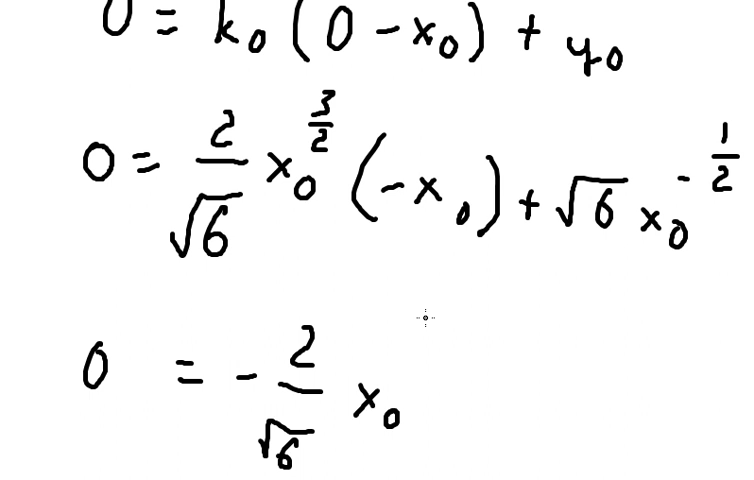 0 = k₀ (0 − x₀) + y₀
0 = 2/√6 x₀^(3/2) (−x₀) + √6 x₀^(−1/2)
0 = − 2/√6 x₀